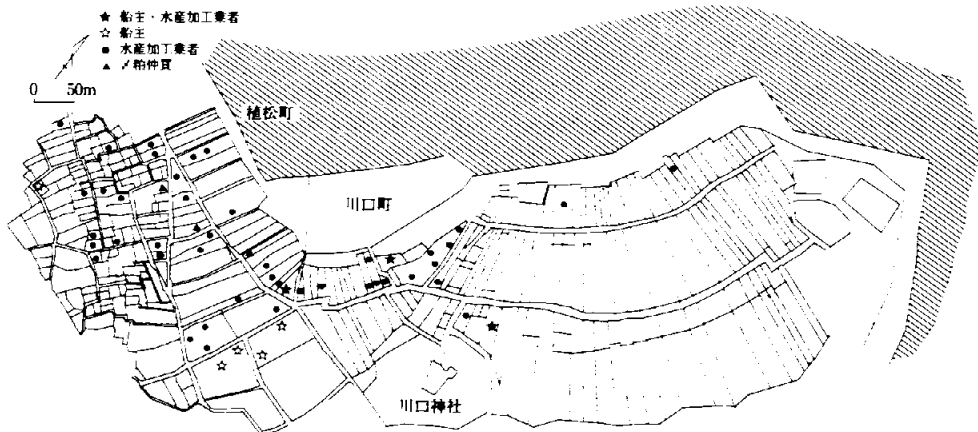 ★ 船主・水産加工業者
☆ 船主
● 水産加工業者
▲ 〆粕仲買
0 50m
植松町
川口町
川口神社